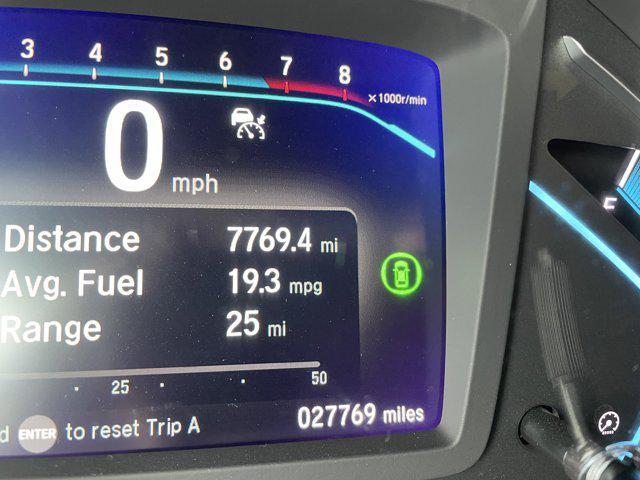 3 4 5 6 7 8
×1000r/min
0 mph
Distance 7769.4 mi
Avg. Fuel 19.3 mpg
Range 25 mi
25 50
ENTER to reset Trip A
027769 miles